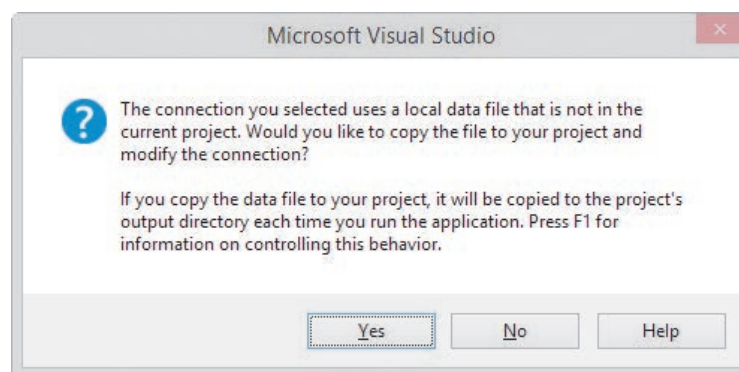 Microsoft Visual Studio
The connection you selected uses a local data file that is not in the
current project. Would you like to copy the file to your project and
modify the connection?
If you copy the data file to your project, it will be copied to the project's
output directory each time you run the application. Press F1 for
information on controlling this behavior.
Yes
No
Help